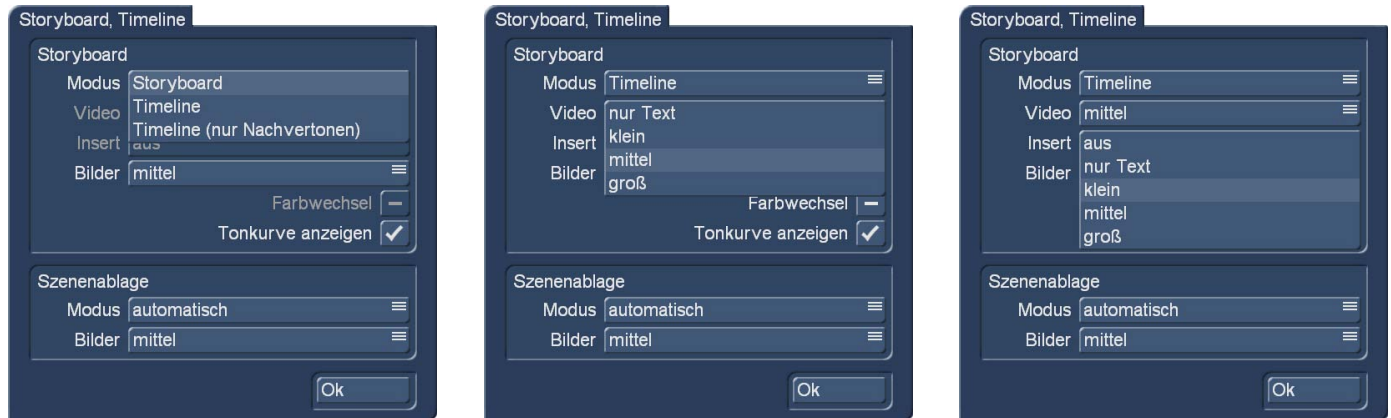 Storyboard, Timeline
Storyboard
Modus Storyboard
Timeline
Timeline (nur Nachvertonen)
Video
Insert aus
Bilder mittel
Farbwechsel
Tonkurve anzeigen
Szenenablage
Modus automatisch
Bilder mittel
Ok
Storyboard, Timeline
Storyboard
Modus Timeline
Video nur Text
klein
mittel
groß
Insert
Bilder
Farbwechsel
Tonkurve anzeigen
Szenenablage
Modus automatisch
Bilder mittel
Ok
Storyboard, Timeline
Storyboard
Modus Timeline
Video mittel
Insert aus
nur Text
klein
mittel
groß
Bilder
Szenenablage
Modus automatisch
Bilder mittel
Ok